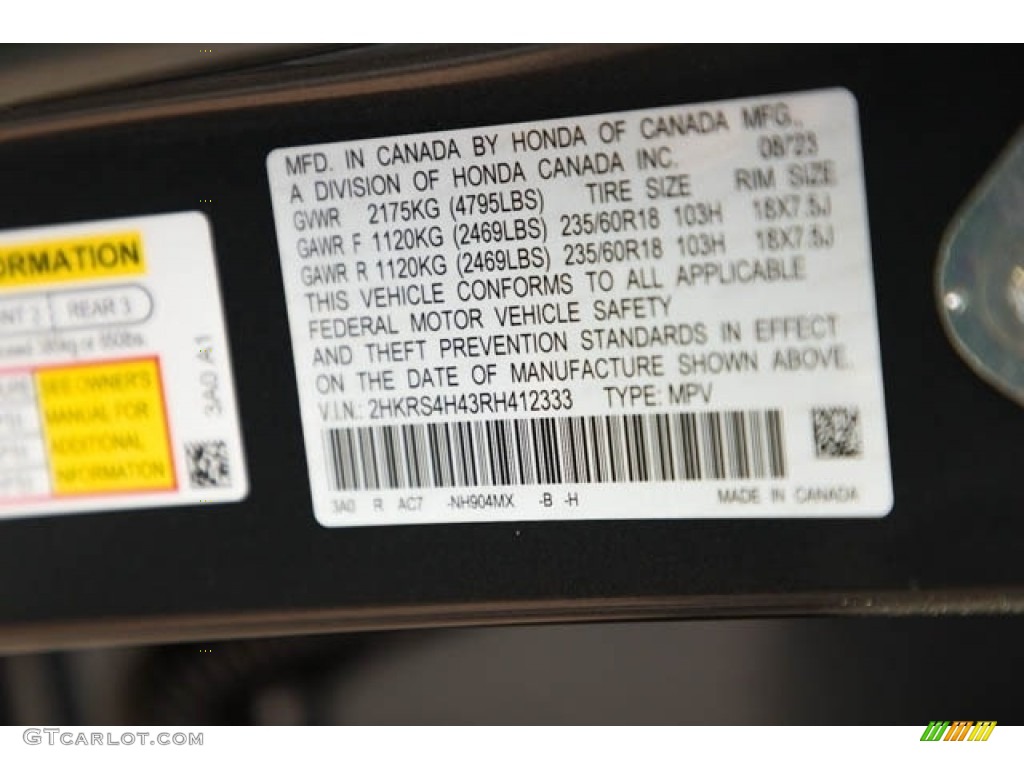 MFD. IN CANADA BY HONDA OF CANADA MFG.,
A DIVISION OF HONDA CANADA INC. 08/23
GVWR 2175KG (4795LBS) TIRE SIZE RIM SIZE
GAWR F 1120KG (2469LBS) 235/60R18 103H 18X7.5J
GAWR R 1120KG (2469LBS) 235/60R18 103H 18X7.5J
THIS VEHICLE CONFORMS TO ALL APPLICABLE
FEDERAL MOTOR VEHICLE SAFETY
AND THEFT PREVENTION STANDARDS IN EFFECT
ON THE DATE OF MANUFACTURE SHOWN ABOVE.
V.I.N.: 2HKRS4H43RH412333 TYPE: MPV
3A0 R AC7 -NH904MX -B -H MADE IN CANADA
ORMATION
NT 2 REAR 3
SEE OWNER'S
MANUAL FOR
ADDITIONAL
INFORMATION
3A0 A1
GTcarlot.com